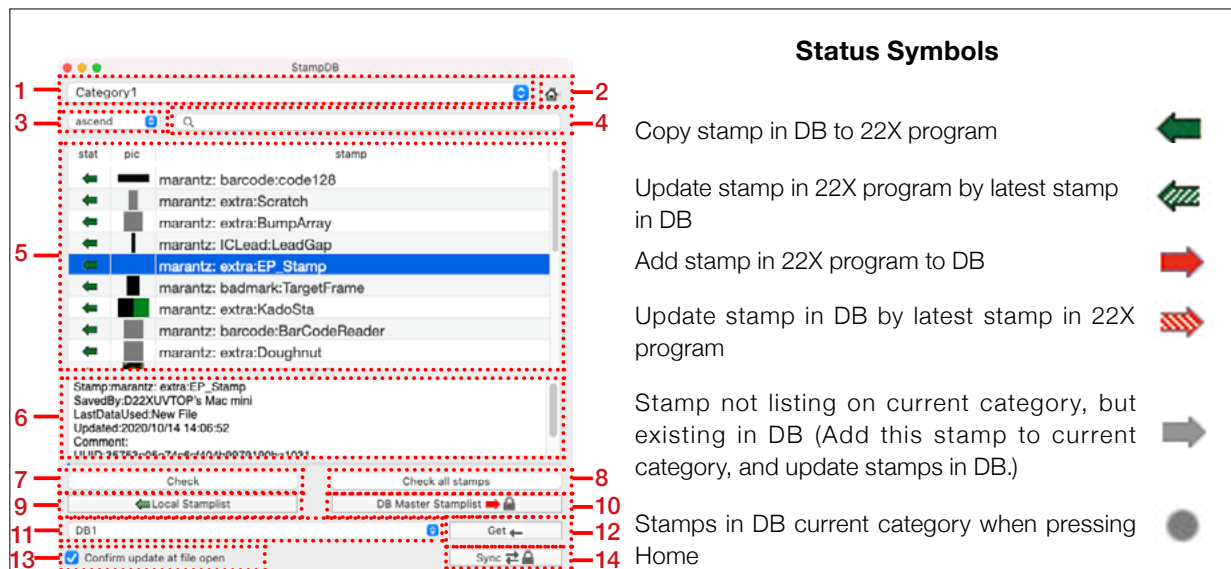 Status Symbols
StampDB
1
Category1
2
3
ascend
4
stat pic stamp
marantz: barcode:code128
marantz: extra:Scratch
marantz: extra:BumpArray
marantz: ICLead:LeadGap
5
marantz: extra:EP_Stamp
marantz: badmark:TargetFrame
marantz: extra:KadoSta
marantz: barcode:BarCodeReader
marantz: extra:Doughnut
6
Stamp:marantz: extra:EP_Stamp
SavedBy:D22XUVTOP's Mac mini
LastDataUsed:New File
Updated:2020/10/14 14:06:52
Comment:
7
Check
Check all stamps
8
9
Local Stamplist
DB Master Stamplist
10
11
DB1
Get
12
13
Confirm update at file open
Sync
14
Copy stamp in DB to 22X program
Update stamp in 22X program by latest stamp
in DB
Add stamp in 22X program to DB
Update stamp in DB by latest stamp in 22X
program
Stamp not listing on current category, but
existing in DB (Add this stamp to current
category, and update stamps in DB.)
Stamps in DB current category when pressing
Home